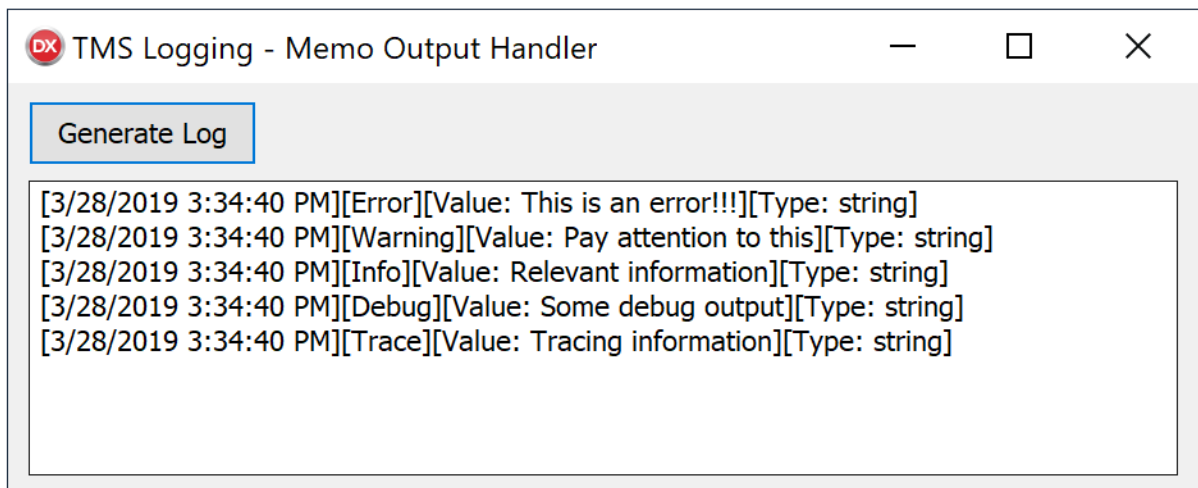 DX TMS Logging - Memo Output Handler
Generate Log
[3/28/2019 3:34:40 PM][Error][Value: This is an error!!!][Type: string]
[3/28/2019 3:34:40 PM][Warning][Value: Pay attention to this][Type: string]
[3/28/2019 3:34:40 PM][Info][Value: Relevant information][Type: string]
[3/28/2019 3:34:40 PM][Debug][Value: Some debug output][Type: string]
[3/28/2019 3:34:40 PM][Trace][Value: Tracing information][Type: string]